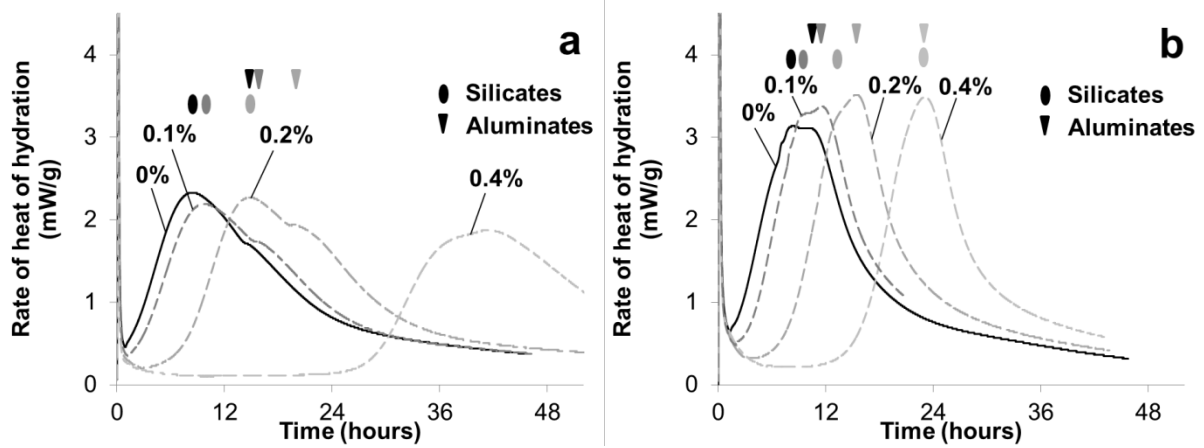 a
4
3
2
1
0
Rate of heat of hydration
(mW/g)
Silicates
Aluminates
0%
0.1%
0.2%
0.4%
0 12 24 36 48
Time (hours)
b
4
3
2
1
0
Rate of heat of hydration
(mW/g)
Silicates
Aluminates
0%
0.1%
0.2%
0.4%
0 12 24 36 48
Time (hours)